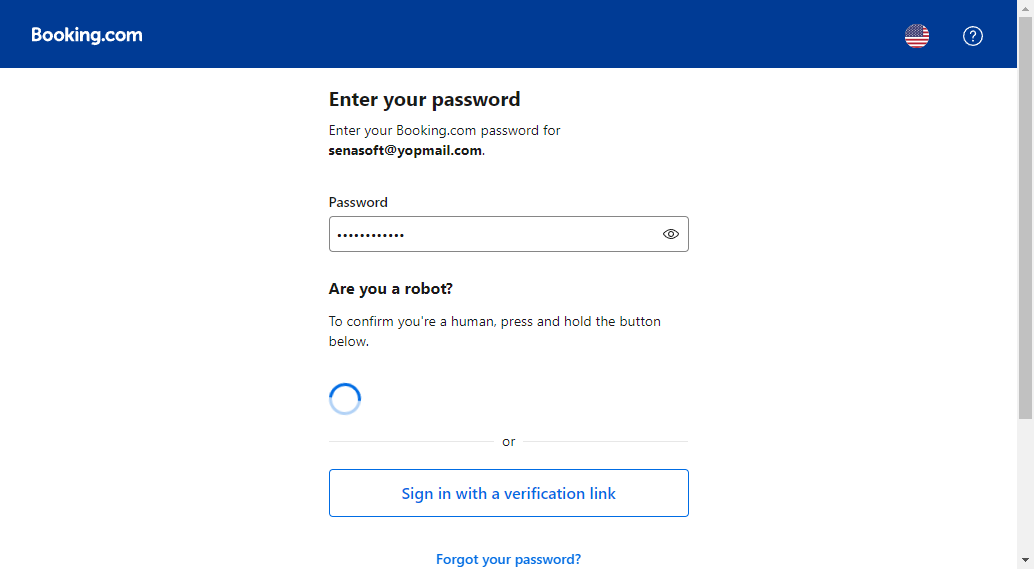 Booking.com
Enter your password
Enter your Booking.com password for
senasoft@yopmail.com.
Password
••••••••••••
Are you a robot?
To confirm you're a human, press and hold the button
below.
or
Sign in with a verification link
Forgot your password?